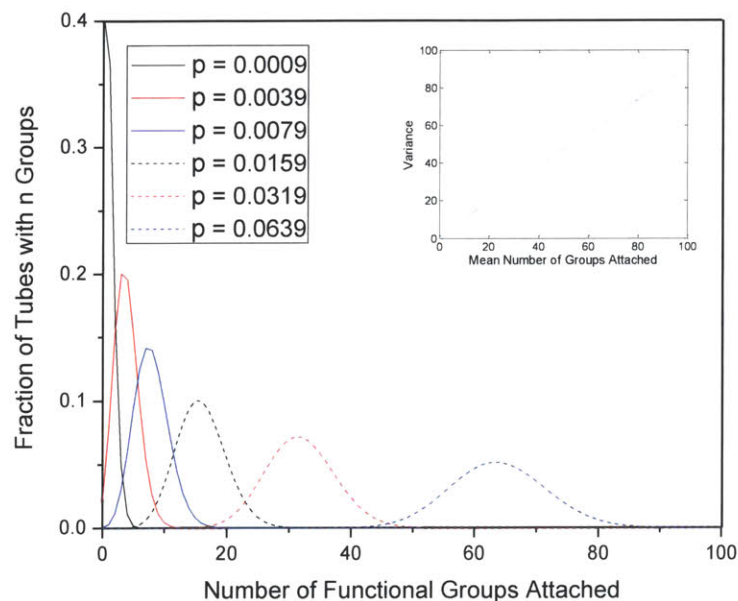 0.4
0.3
0.2
0.1
0.0
Fraction of Tubes with n Groups
p = 0.0009
p = 0.0039
p = 0.0079
p = 0.0159
p = 0.0319
p = 0.0639
100
80
60
40
20
0
Variance
0 20 40 60 80 100
Mean Number of Groups Attached
0 20 40 60 80 100
Number of Functional Groups Attached